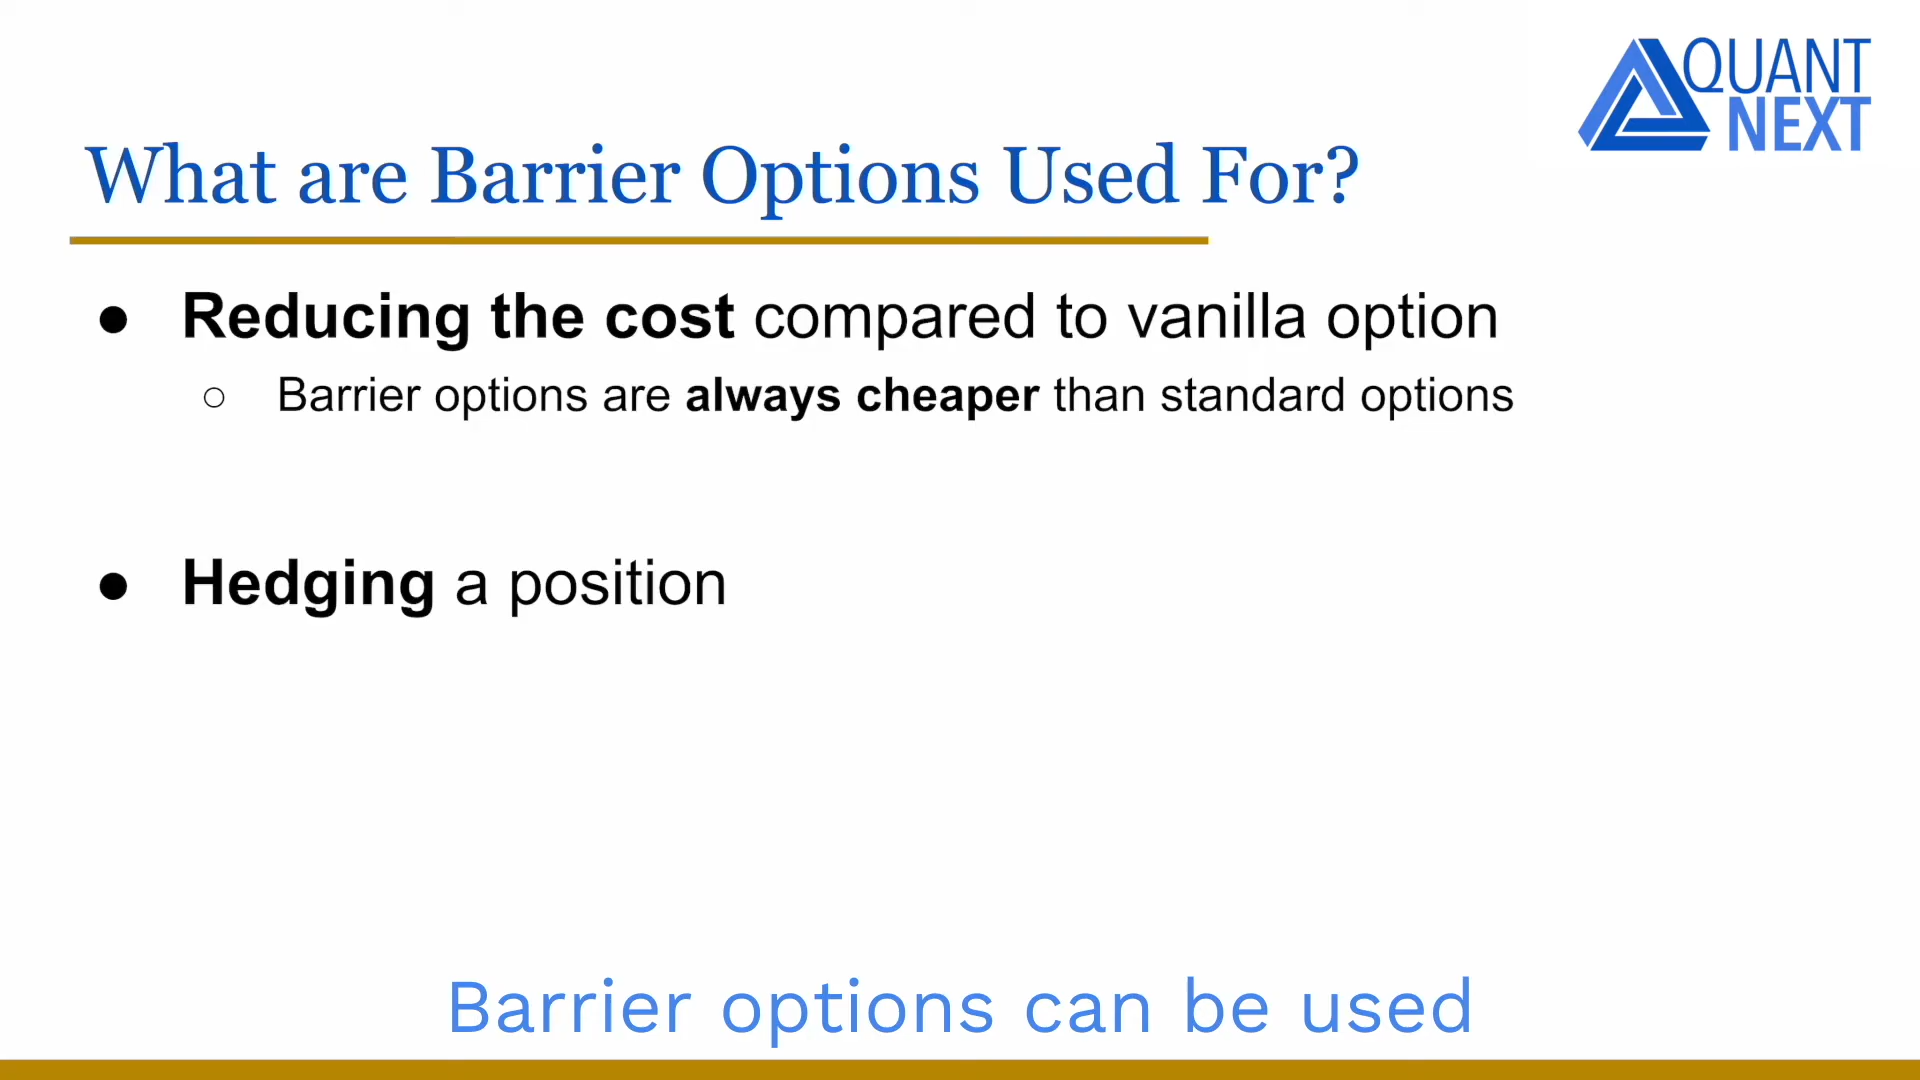 QUANT
NEXT
What are Barrier Options Used For?
● Reducing the cost compared to vanilla option
○ Barrier options are always cheaper than standard options
● Hedging a position
Barrier options can be used